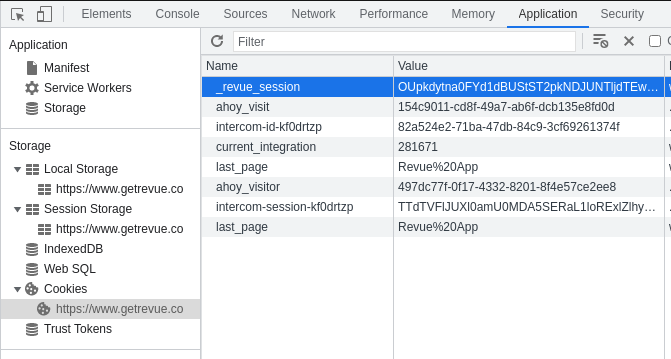 Elements Console Sources Network Performance Memory Application Security
Application
Manifest
Service Workers
Storage
Storage
Local Storage
https://www.getrevue.co
Session Storage
https://www.getrevue.co
IndexedDB
Web SQL
Cookies
https://www.getrevue.co
Trust Tokens
Filter
Name Value
_revue_session OUpkdytna0FYd1dBUStST2pkNDJUNTljdTEw…
ahoy_visit 154c9011-cd8f-49a7-ab6f-dcb135e8fd0d
intercom-id-kf0drtzp 82a524e2-71ba-47db-84c9-3cf69261374f
current_integration 281671
last_page Revue%20App
ahoy_visitor 497dc77f-0f17-4332-8201-8f4e57ce2ee8
intercom-session-kf0drtzp TTdTVFlJUXl0amU0MDA5SERaL1loRExlZlhy…
last_page Revue%20App